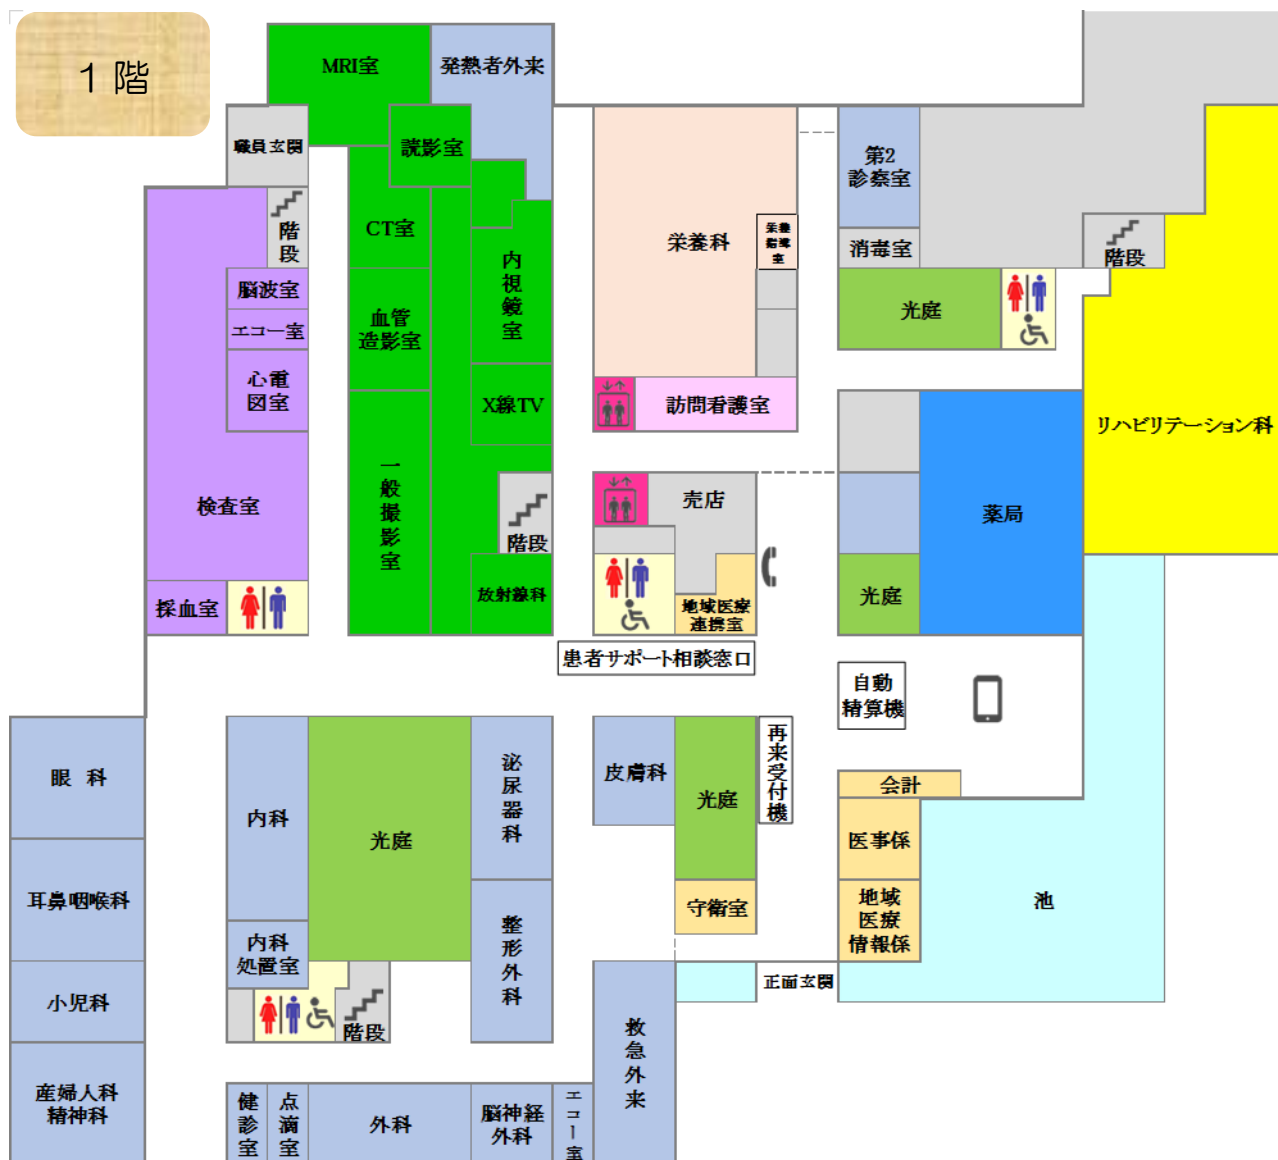 1階
MRI室
発熱者外来
職員玄関
読影室
第2
診察室
階
段
CT室
栄養科
栄養
指導
室
消毒室
階段
脳波室
内
視
鏡
室
光庭
エコー室
血管
造影室
心電
図室
X線TV
訪問看護室
リハビリテーション科
検査室
一
般
撮
影
室
階段
売店
薬局
採血室
放射線科
地域医療
連携室
光庭
患者サポート相談窓口
自動
精算機
眼 科
内科
光庭
泌
尿
器
科
皮膚科
光庭
再
来
受
付
機
会計
医事係
耳鼻咽喉科
守衛室
地域
医療
情報係
池
内科
処置室
整
形
外
科
正面玄関
小児科
階段
救
急
外
来
産婦人科
精神科
健
診
室
点
滴
室
外科
脳神経
外科
エ
コ
ー
室